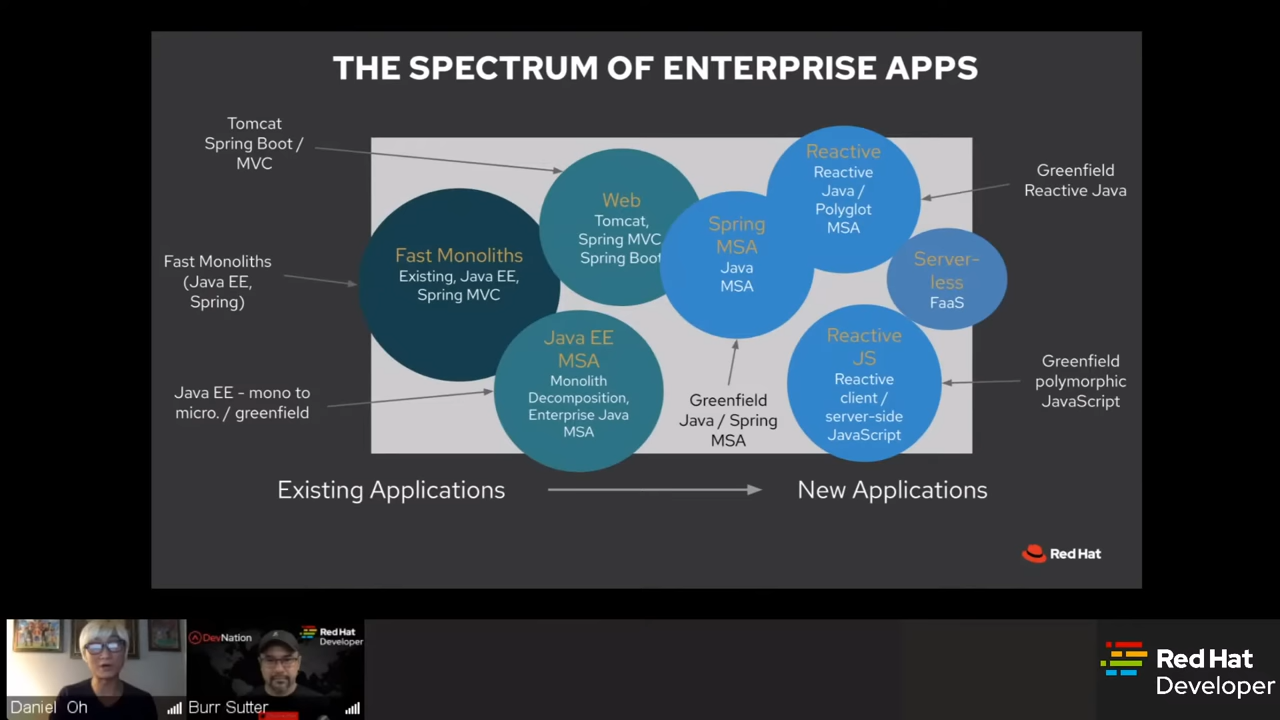 THE SPECTRUM OF ENTERPRISE APPS
Tomcat
Spring Boot /
MVC
Fast Monoliths
(Java EE,
Spring)
Java EE - mono to
micro. / greenfield
Fast Monoliths
Existing, Java EE,
Spring MVC
Web
Tomcat,
Spring MVC
Spring Boot
Java EE
MSA
Monolith
Decomposition,
Enterprise Java
MSA
Spring
MSA
Java
MSA
Greenfield
Java / Spring
MSA
Reactive
Reactive
Java /
Polyglot
MSA
Server-
less
FaaS
Reactive
JS
Reactive
client /
server-side
JavaScript
Greenfield
Reactive Java
Greenfield
polymorphic
JavaScript
Existing Applications
New Applications
Red Hat
Daniel Oh
DevNation
Red Hat
Developer
Burr Sutter
Red Hat
Developer